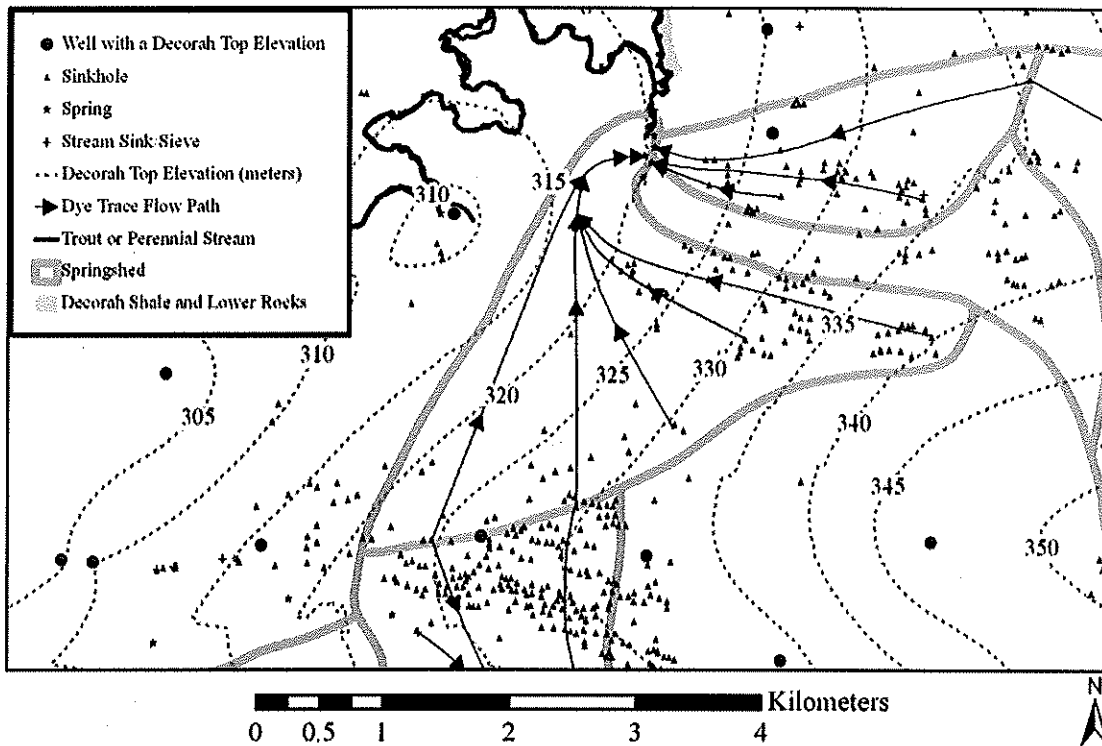 Well with a Decorah Top Elevation
Sinkhole
Spring
Stream Sink/Sieve
Decorah Top Elevation (meters)
Dye Trace Flow Path
Trout or Perennial Stream
Springshed
Decorah Shale and Lower Rocks
310
315
335
310
330
325
320
305
340
345
350
Kilometers
0 0.5 1 2 3 4
N